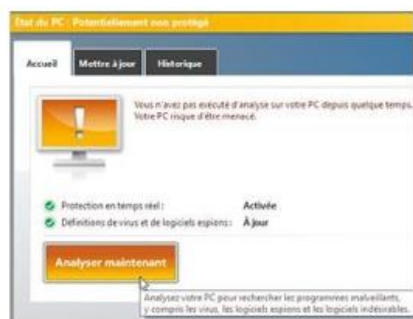 État du PC : Potentiellement non protégé
Accueil
Mettre à jour
Historique
Vous n'avez pas exécuté d'analyse sur votre PC depuis quelque temps.
Votre PC risque d'être menacé.
Protection en temps réel : Activée
Définitions de virus et de logiciels espions : À jour
Analyser maintenant
Analysez votre PC pour rechercher les programmes malveillants,
y compris les virus, les logiciels espions et les logiciels indésirables.